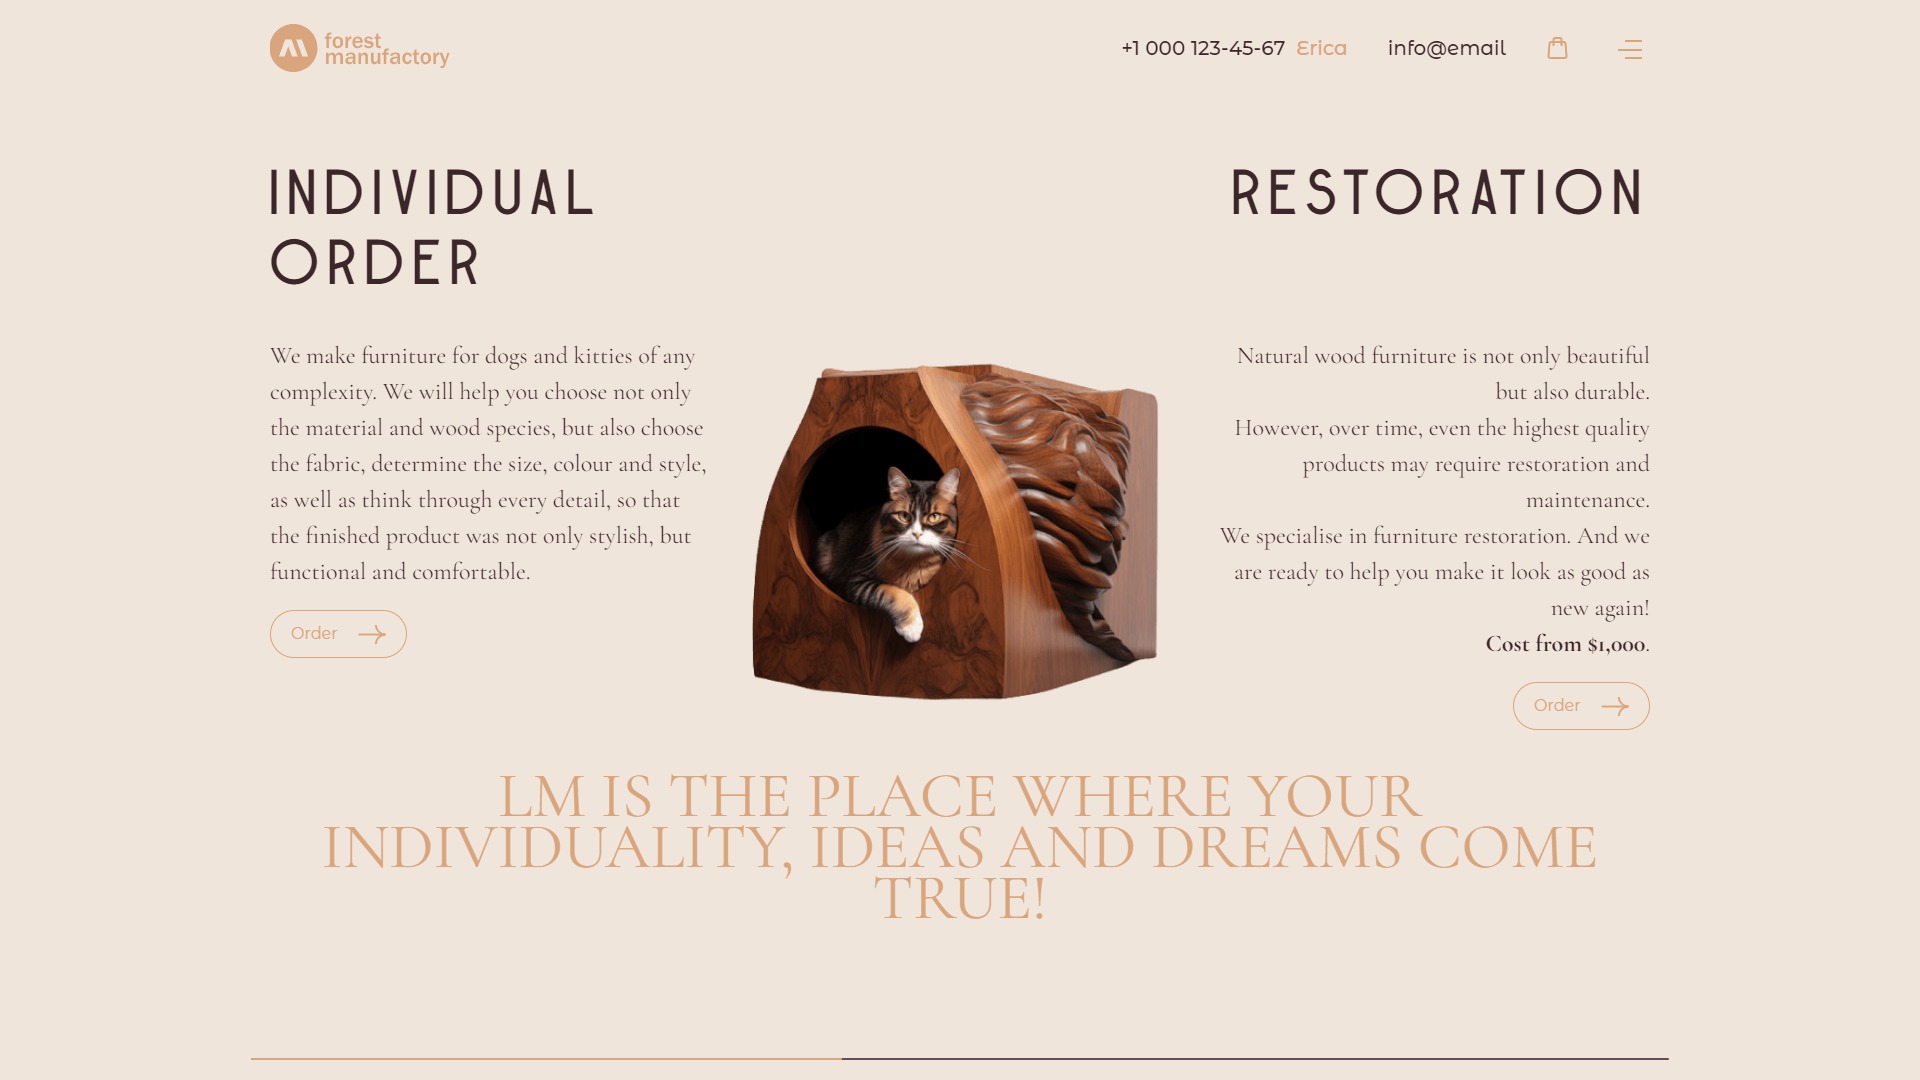 forest
manufactory
+1 000 123-45-67 Erica
info@email
INDIVIDUAL
ORDER
We make furniture for dogs and kitties of any
complexity. We will help you choose not only
the material and wood species, but also choose
the fabric, determine the size, colour and style,
as well as think through every detail, so that
the finished product was not only stylish, but
functional and comfortable.
Order
RESTORATION
Natural wood furniture is not only beautiful
but also durable.
However, over time, even the highest quality
products may require restoration and
maintenance.
We specialise in furniture restoration. And we
are ready to help you make it look as good as
new again!
Cost from $1,000.
Order
LM IS THE PLACE WHERE YOUR
INDIVIDUALITY, IDEAS AND DREAMS COME
TRUE!